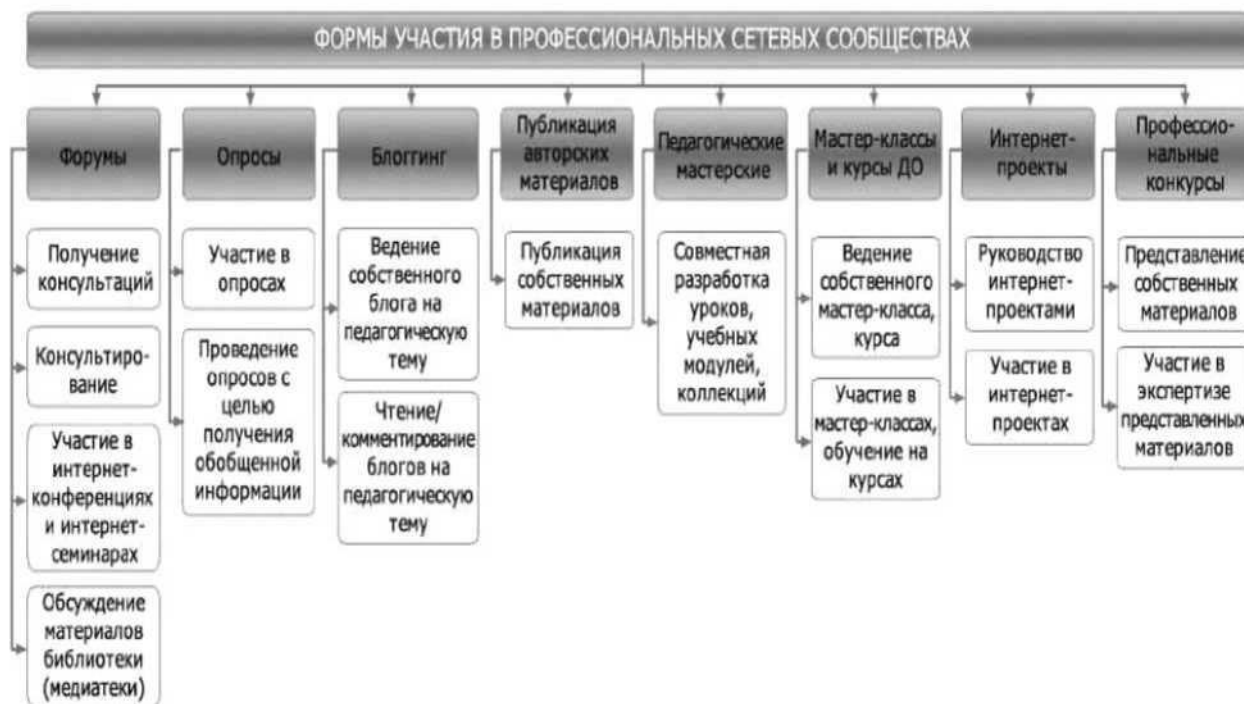 ФОРМЫ УЧАСТИЯ В ПРОФЕССИОНАЛЬНЫХ СЕТЕВЫХ СООБЩЕСТВАХ
Форумы
Получение
консультаций
Консультиро-
вание
Участие в
интернет-
конференциях
и интернет-
семинарах
Обсуждение
материалов
библиотеки
(медиатеки)
Опросы
Участие в
опросах
Проведение
опросов с
целью
получения
обобщенной
информации
Блоггинг
Ведение
собственного
блога на
педагогическую
тему
Чтение/
комментирование
блогов на
педагогическую
тему
Публикация
авторских
материалов
Публикация
собственных
материалов
Педагогические
мастерские
Совместная
разработка
уроков,
учебных
модулей,
коллекций
Мастер-классы
и курсы ДО
Ведение
собственного
мастер-класса,
курса
Участие в
мастер-классах,
обучение на
курсах
Интернет-
проекты
Руководство
интернет-
проектами
Участие в
интернет-
проектах
Профессио-
нальные
конкурсы
Представление
собственных
материалов
Участие в
экспертизе
представленных
материалов